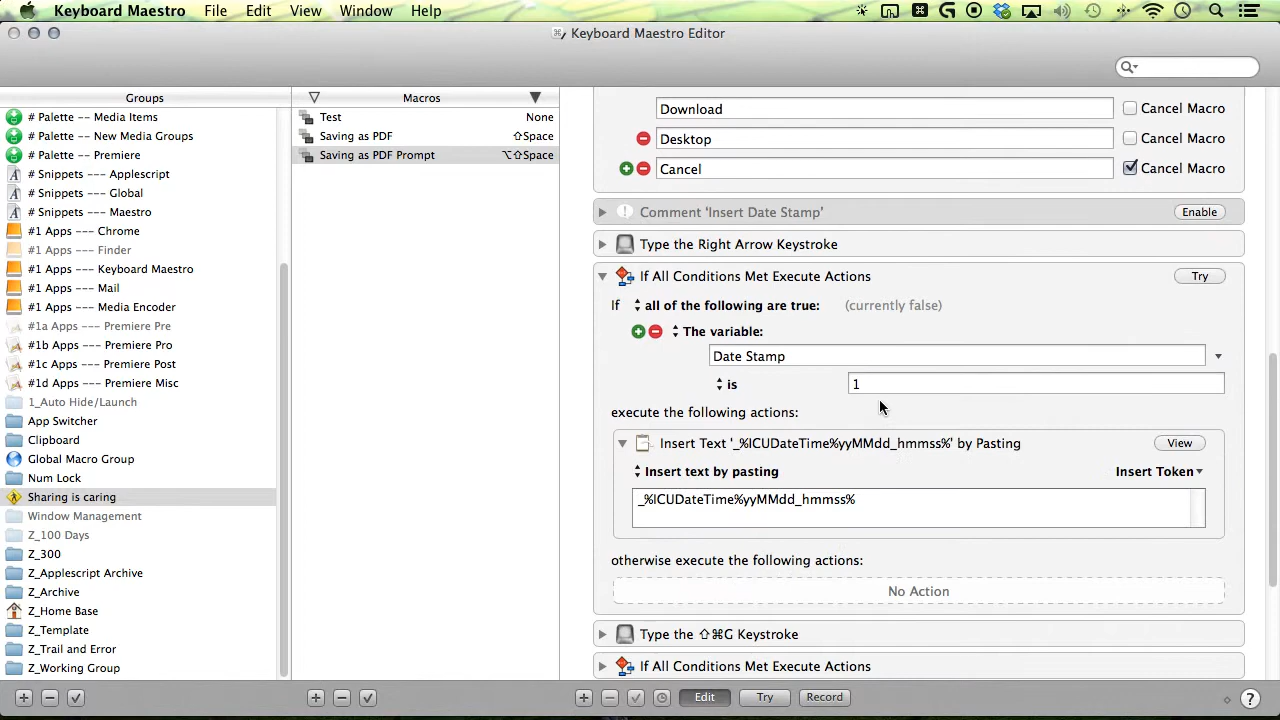 Keyboard Maestro File Edit View Window Help
Keyboard Maestro Editor
Groups
# Palette -- Media Items
# Palette -- New Media Groups
# Palette -- Premiere
# Snippets --- Applescript
# Snippets --- Global
# Snippets --- Maestro
#1 Apps --- Chrome
#1 Apps --- Finder
#1 Apps --- Keyboard Maestro
#1 Apps --- Mail
#1 Apps --- Media Encoder
#1a Apps --- Premiere Pre
#1b Apps --- Premiere Pro
#1c Apps --- Premiere Post
#1d Apps --- Premiere Misc
1_Auto Hide/Launch
App Switcher
Clipboard
Global Macro Group
Num Lock
Sharing is caring
Window Management
Z_100 Days
Z_300
Z_Applescript Archive
Z_Archive
Z_Home Base
Z_Template
Z_Trail and Error
Z_Working Group
Macros
Test None
Saving as PDF ⇧Space
Saving as PDF Prompt ⌥⇧Space
Download Cancel Macro
Desktop Cancel Macro
Cancel Cancel Macro
Comment 'Insert Date Stamp' Enable
Type the Right Arrow Keystroke
If All Conditions Met Execute Actions Try
If all of the following are true: (currently false)
The variable:
Date Stamp
is 1
execute the following actions:
Insert Text '_%ICUDateTime%yyMMdd_hmmss%' by Pasting View
Insert text by pasting Insert Token
_%ICUDateTime%yyMMdd_hmmss%
otherwise execute the following actions:
No Action
Type the ⇧⌘G Keystroke
If All Conditions Met Execute Actions
Edit Try Record ?